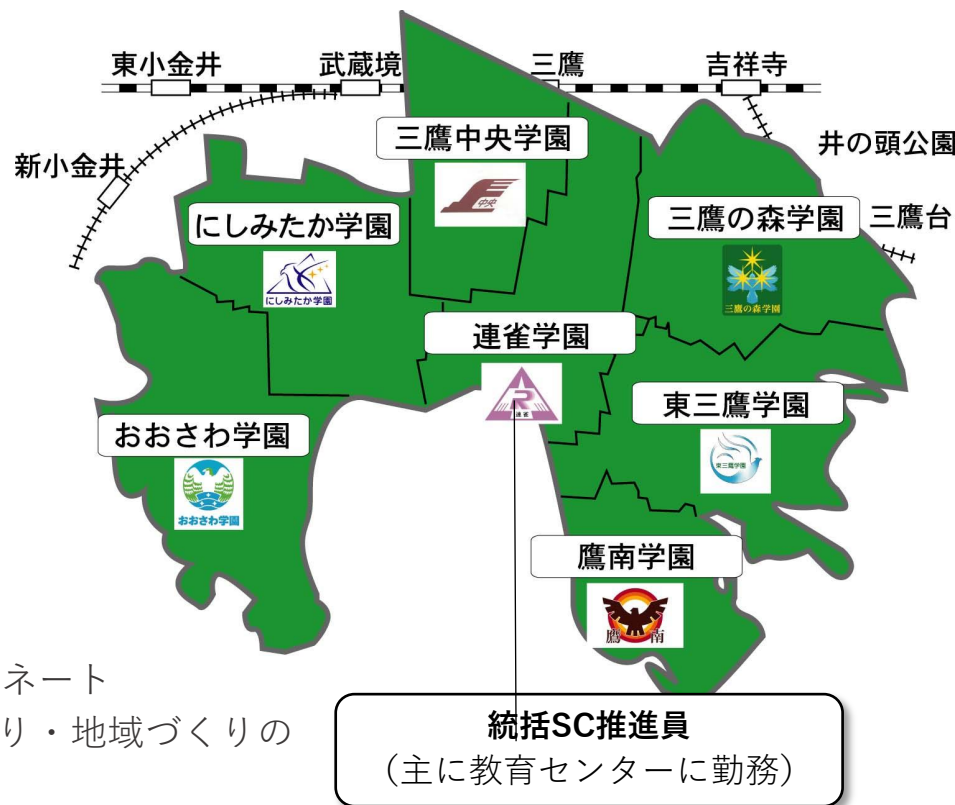 東小金井
武蔵境
三鷹
吉祥寺
三鷹中央学園
井の頭公園
新小金井
中央
にしみたか学園
三鷹の森学園
三鷹台
にしみたか学園
三鷹の森学園
連雀学園
R
連雀
東三鷹学園
おおさわ学園
東三鷹学園
おおさわ学園
鷹南学園
鷹 南
ネート
り・地域づくりの
統括SC推進員
(主に教育センターに勤務)